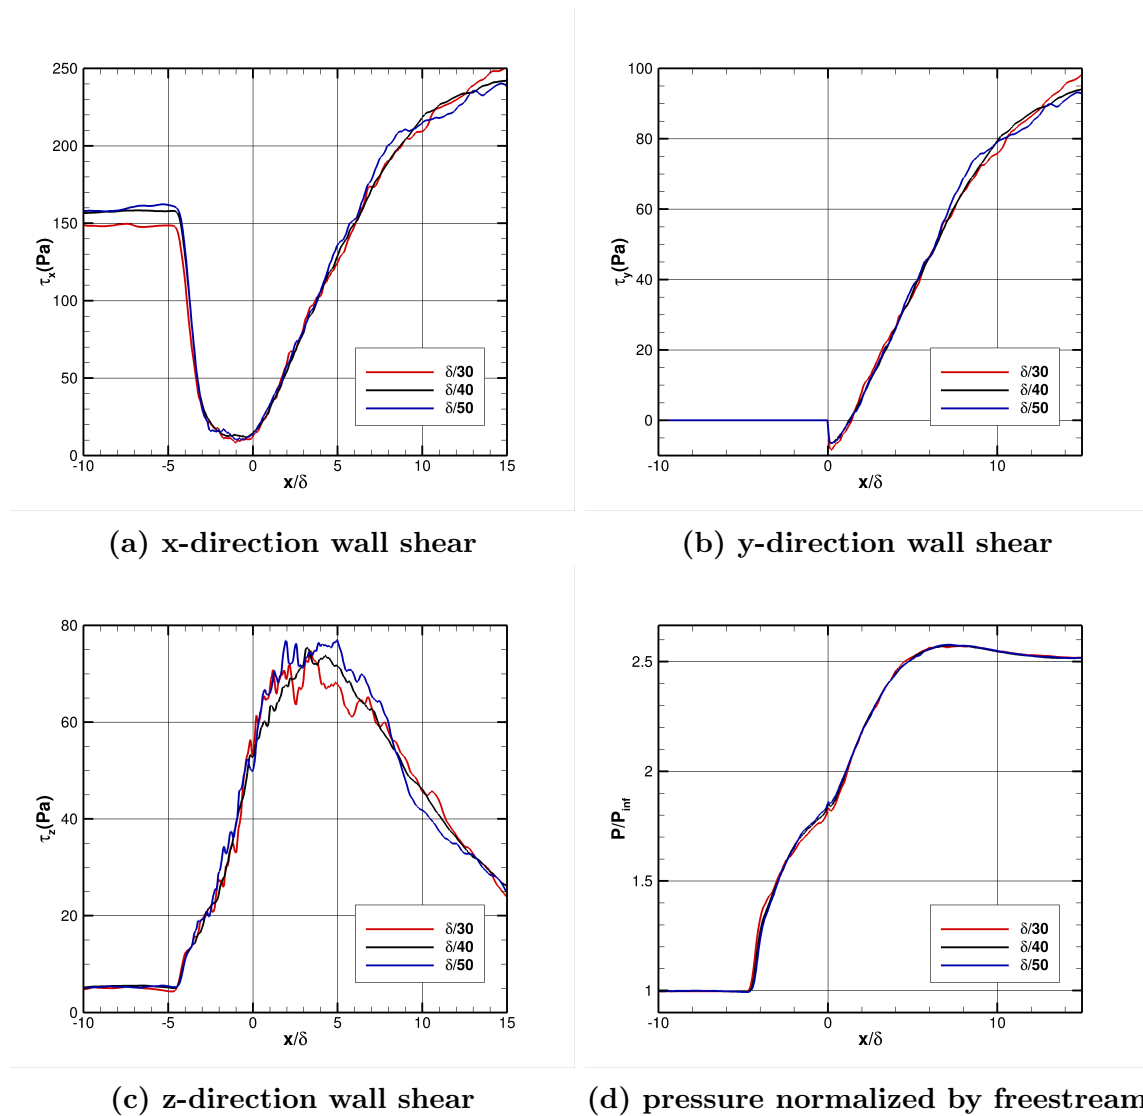 250
200
150
100
50
0
τx(Pa)
-10 -5 0 5 10 15
x/δ
δ/30
δ/40
δ/50
(a) x-direction wall shear
100
80
60
40
20
0
τy(Pa)
-10 0 10
x/δ
δ/30
δ/40
δ/50
(b) y-direction wall shear
80
60
40
20
0
τz(Pa)
-10 -5 0 5 10 15
x/δ
δ/30
δ/40
δ/50
(c) z-direction wall shear
2.5
2
1.5
1
P/Pinf
-10 0 10
x/δ
δ/30
δ/40
δ/50
(d) pressure normalized by freestream